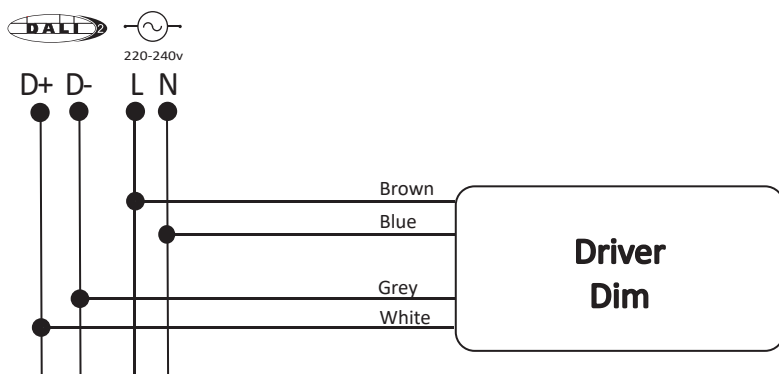 DALI 2
220-240v
D+ D- L N
Brown
Blue
Grey
White
Driver
Dim